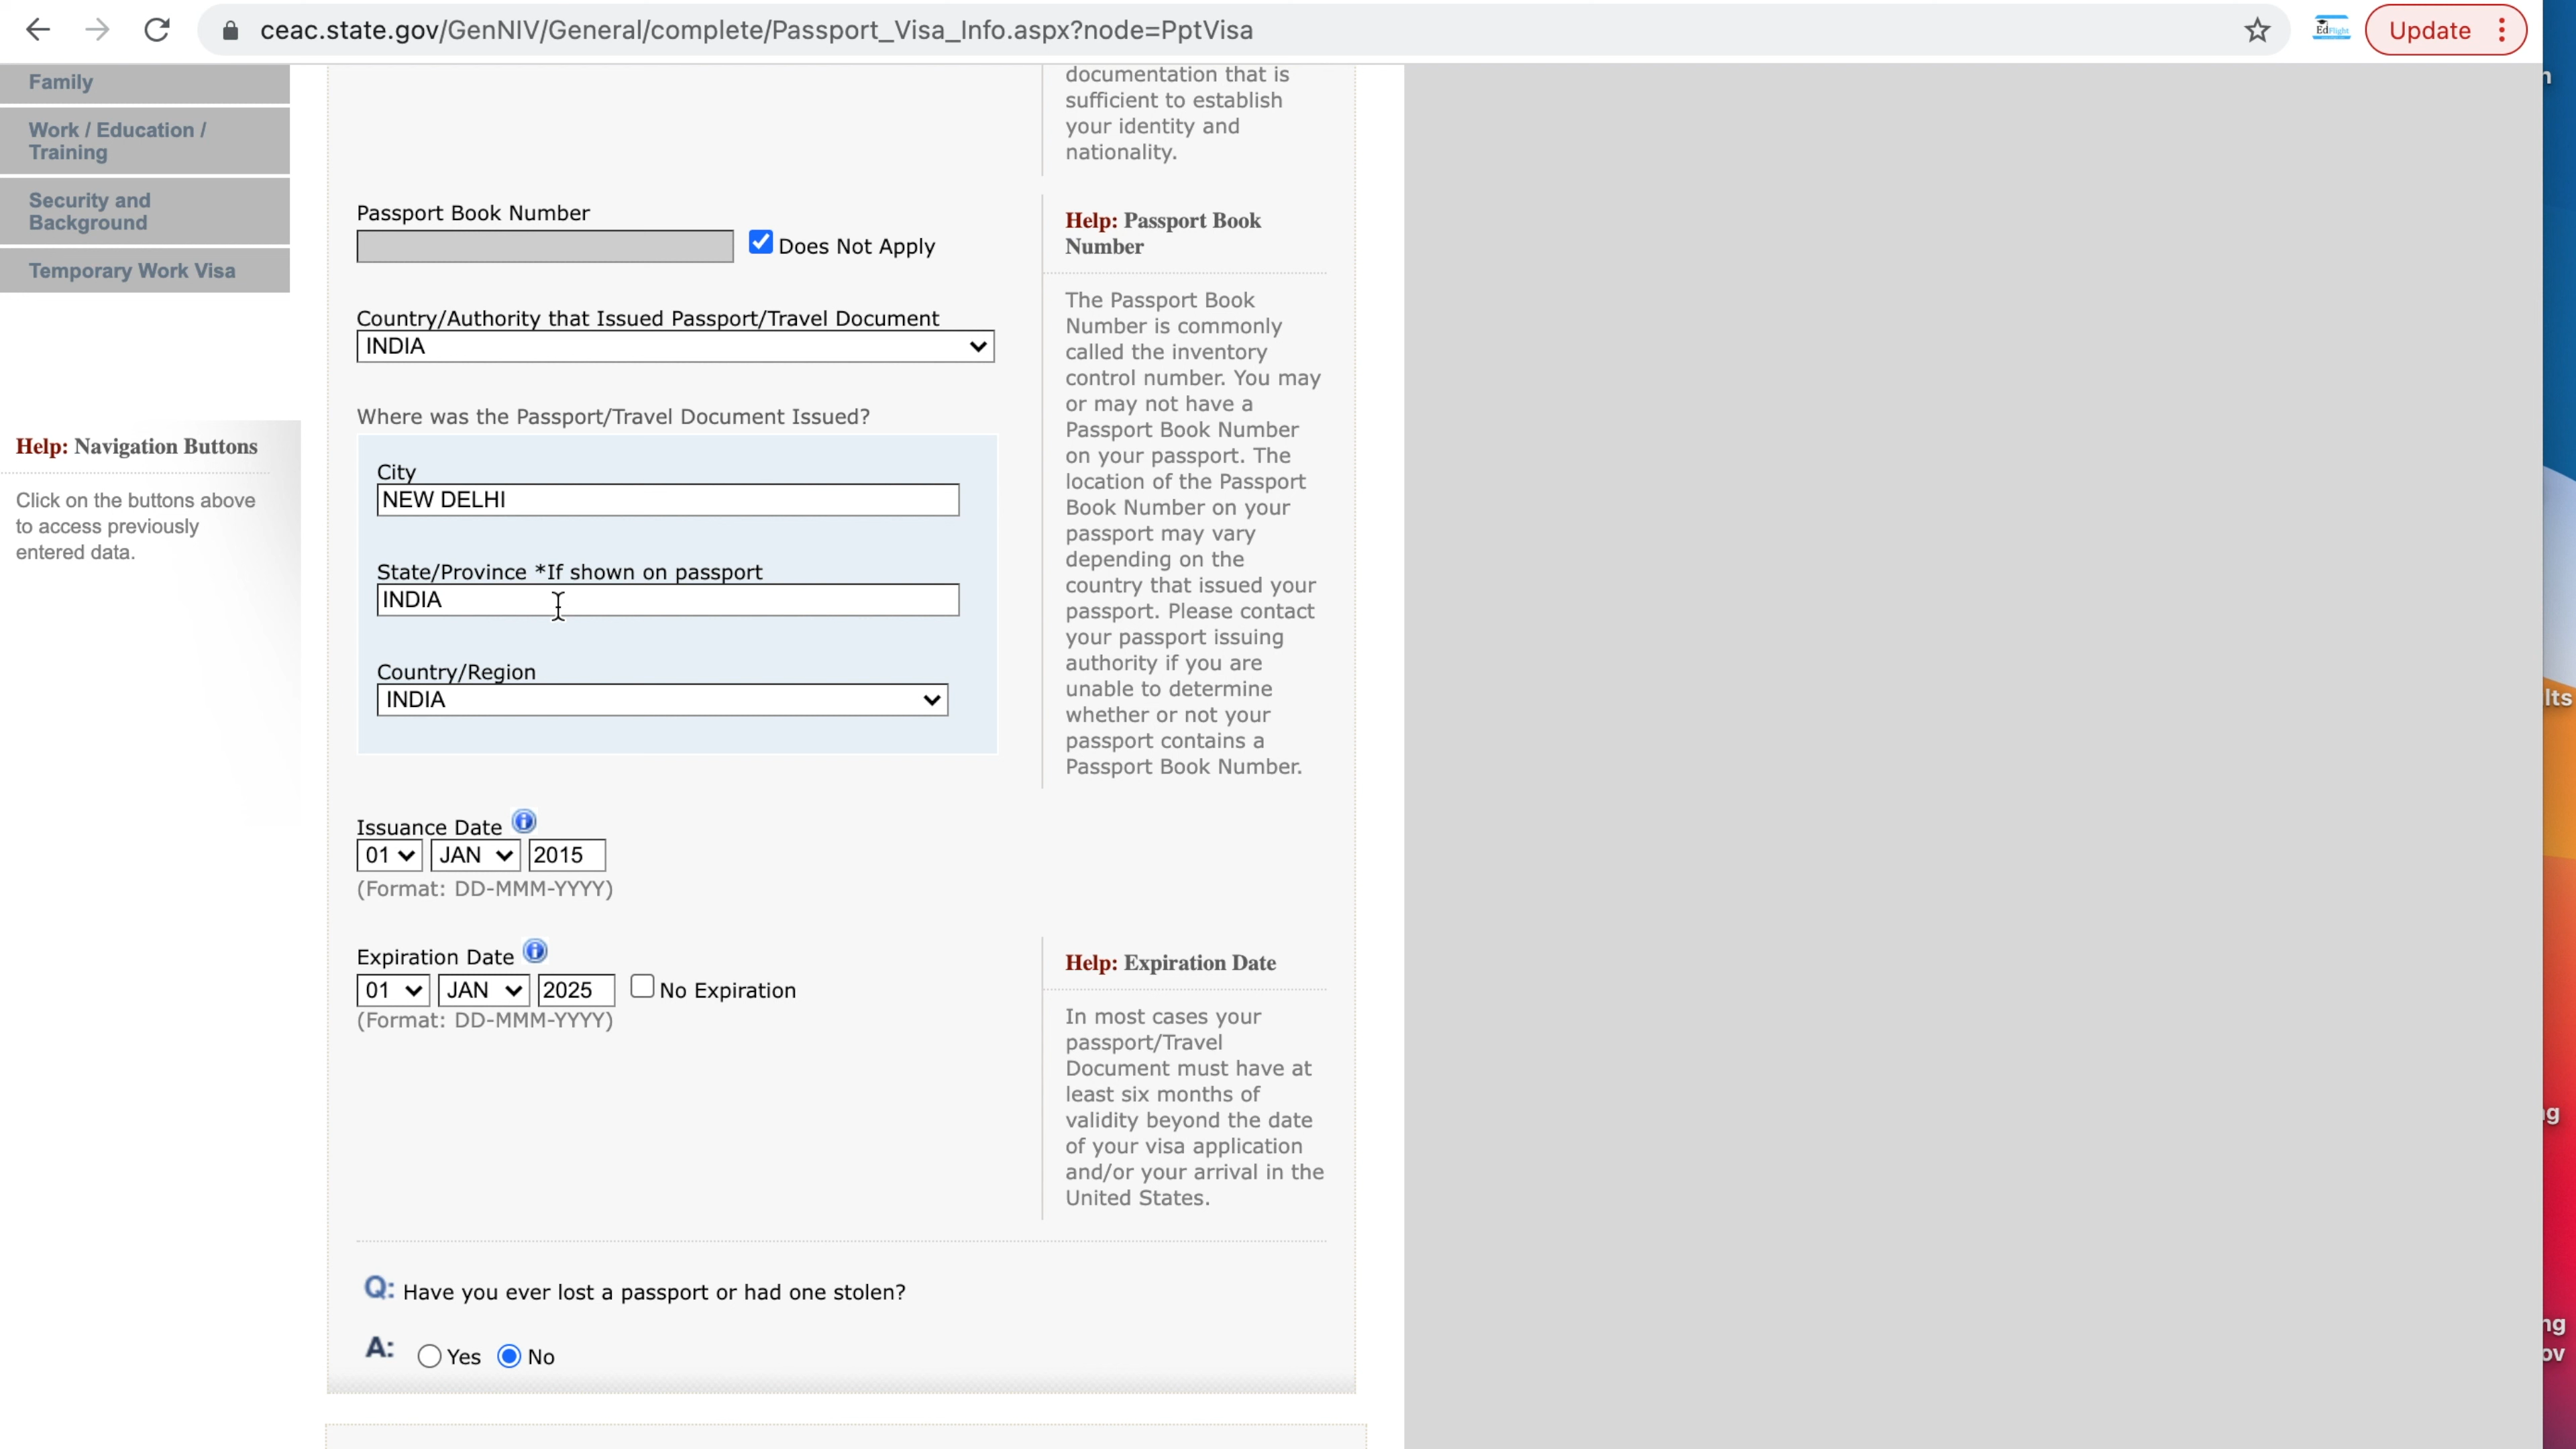 ceac.state.gov/GenNIV/General/complete/Passport_Visa_Info.aspx?node=PptVisa
Update
Family
Work / Education /
Training
Security and
Background
Temporary Work Visa
Help: Navigation Buttons
Click on the buttons above
to access previously
entered data.
documentation that is
sufficient to establish
your identity and
nationality.
Passport Book Number
Does Not Apply
Country/Authority that Issued Passport/Travel Document
INDIA
Where was the Passport/Travel Document Issued?
City
NEW DELHI
State/Province *If shown on passport
INDIA
Country/Region
INDIA
Help: Passport Book
Number
The Passport Book
Number is commonly
called the inventory
control number. You may
or may not have a
Passport Book Number
on your passport. The
location of the Passport
Book Number on your
passport may vary
depending on the
country that issued your
passport. Please contact
your passport issuing
authority if you are
unable to determine
whether or not your
passport contains a
Passport Book Number.
Issuance Date
01 JAN 2015
(Format: DD-MMM-YYYY)
Expiration Date
01 JAN 2025 No Expiration
(Format: DD-MMM-YYYY)
Help: Expiration Date
In most cases your
passport/Travel
Document must have at
least six months of
validity beyond the date
of your visa application
and/or your arrival in the
United States.
Q: Have you ever lost a passport or had one stolen?
A: Yes No